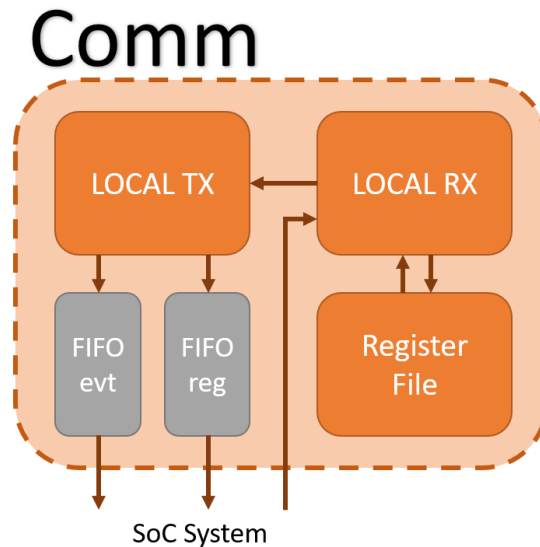 Comm
LOCAL TX
LOCAL RX
FIFO
evt
FIFO
reg
Register
File
SoC System